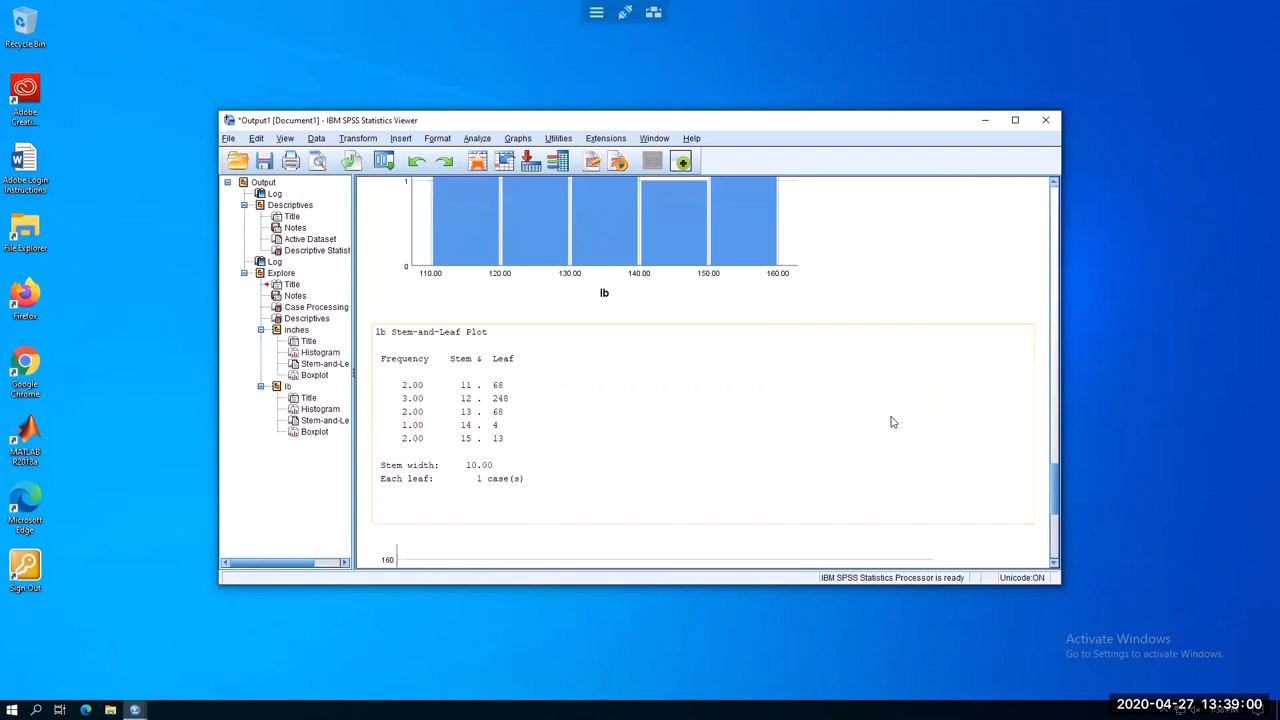 Recycle Bin
Adobe
Creati...
Adobe Login
Instructions
File Explorer
Firefox
Google
Chrome
MATLAB
R2018a
Microsoft
Edge
Sign Out
*Output1 [Document1] - IBM SPSS Statistics Viewer
File Edit View Data Transform Insert Format Analyze Graphs Utilities Extensions Window Help
Output
Log
Descriptives
Title
Notes
Active Dataset
Descriptive Statist
Log
Explore
Title
Notes
Case Processing
Descriptives
inches
Title
Histogram
Stem-and-Le
Boxplot
lb
Title
Histogram
Stem-and-Le
Boxplot
1
0
110.00 120.00 130.00 140.00 150.00 160.00
lb
lb Stem-and-Leaf Plot
Frequency Stem & Leaf
2.00 11 . 68
3.00 12 . 248
2.00 13 . 68
1.00 14 . 4
2.00 15 . 13
Stem width: 10.00
Each leaf: 1 case(s)
160
IBM SPSS Statistics Processor is ready Unicode:ON
Activate Windows
Go to Settings to activate Windows.
2020-04-27 13:39:00